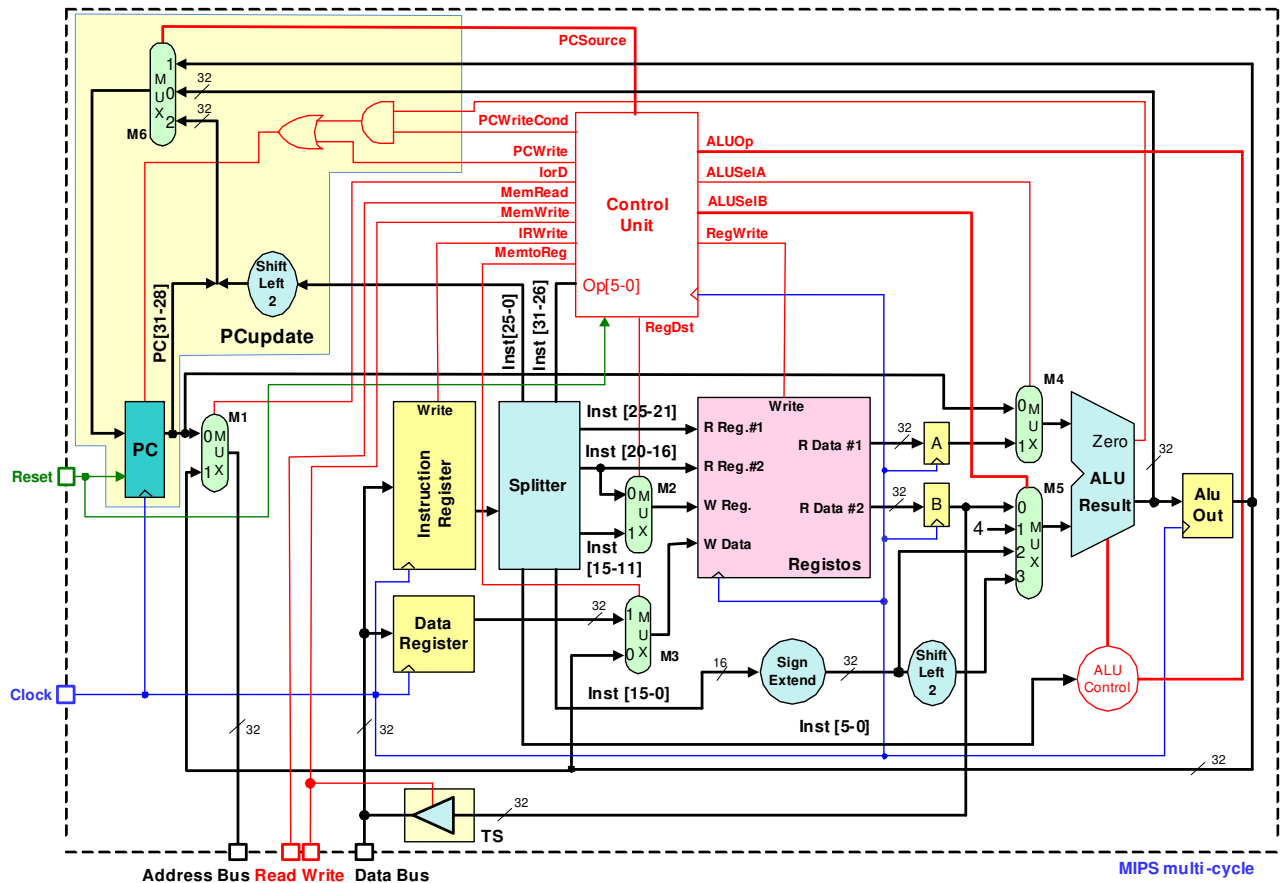 PCSource
1
M
U
X
0
2
M6
32
32
32
PCWriteCond
PCWrite
IorD
MemRead
MemWrite
IRWrite
MemtoReg
Control
Unit
Op[5-0]
ALUOp
ALUSelA
ALUSelB
RegWrite
RegDst
Shift
Left
2
PCupdate
PC[31-28]
Inst[25-0]
Inst [31-26]
PC
M1
0
1
M
U
X
Reset
Write
Instruction
Register
Splitter
Inst [25-21]
Inst [20-16]
Inst
[15-11]
M2
0
1
M
U
X
Write
R Reg.#1
R Reg.#2
W Reg.
W Data
R Data #1
R Data #2
Registos
32
32
A
B
M4
0
1
M
U
X
M5
0
4
1
2
3
M
U
X
Zero
ALU
Result
32
Alu
Out
Data
Register
32
1
0
M
U
X
M3
Inst [15-0]
16
Sign
Extend
32
Shift
Left
2
ALU
Control
Inst [5-0]
Clock
32
32
32
32
TS
Address Bus Read Write Data Bus
MIPS multi-cycle